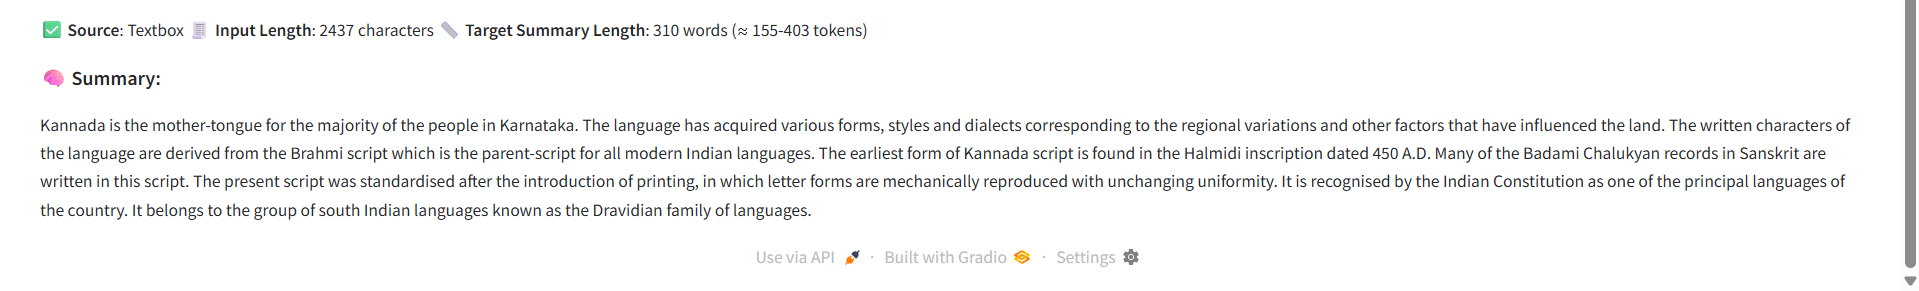 ✅ Source: Textbox 🧾 Input Length: 2437 characters 📏 Target Summary Length: 310 words (≈ 155-403 tokens)
🧠 Summary:
Kannada is the mother-tongue for the majority of the people in Karnataka. The language has acquired various forms, styles and dialects corresponding to the regional variations and other factors that have influenced the land. The written characters of
the language are derived from the Brahmi script which is the parent-script for all modern Indian languages. The earliest form of Kannada script is found in the Halmidi inscription dated 450 A.D. Many of the Badami Chalukyan records in Sanskrit are
written in this script. The present script was standardised after the introduction of printing, in which letter forms are mechanically reproduced with unchanging uniformity. It is recognised by the Indian Constitution as one of the principal languages of
the country. It belongs to the group of south Indian languages known as the Dravidian family of languages.
Use via API 🚀 · Built with Gradio · Settings ⚙